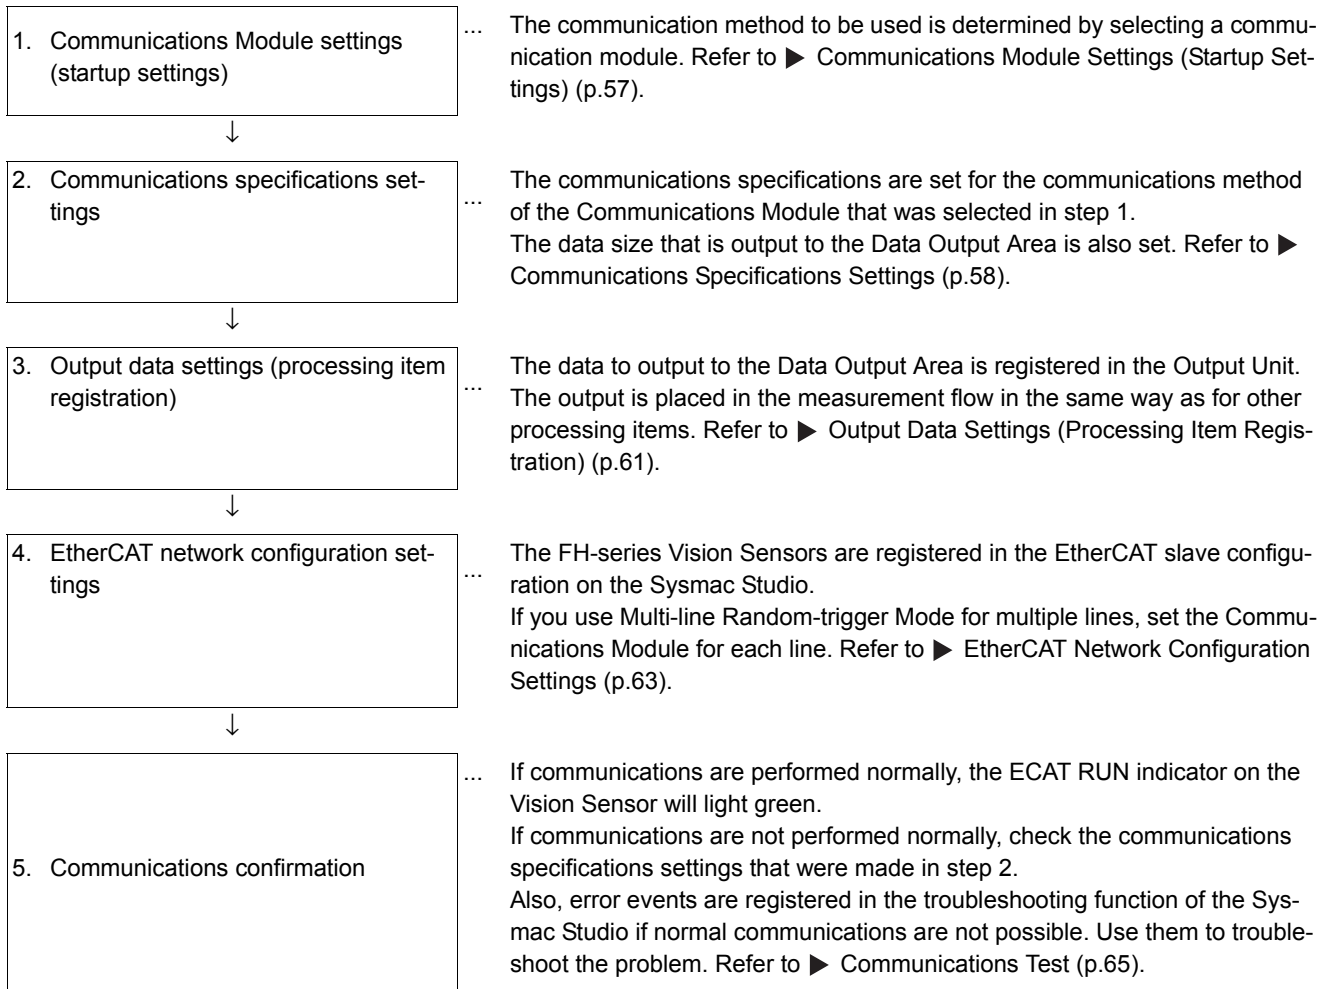 1. Communications Module settings
(startup settings)
...
The communication method to be used is determined by selecting a commu-
nication module. Refer to ▶ Communications Module Settings (Startup Set-
tings) (p.57).
↓
2. Communications specifications set-
tings
...
The communications specifications are set for the communications method
of the Communications Module that was selected in step 1.
The data size that is output to the Data Output Area is also set. Refer to ▶
Communications Specifications Settings (p.58).
↓
3. Output data settings (processing item
registration)
...
The data to output to the Data Output Area is registered in the Output Unit.
The output is placed in the measurement flow in the same way as for other
processing items. Refer to ▶ Output Data Settings (Processing Item Regis-
tration) (p.61).
↓
4. EtherCAT network configuration set-
tings
...
The FH-series Vision Sensors are registered in the EtherCAT slave configu-
ration on the Sysmac Studio.
If you use Multi-line Random-trigger Mode for multiple lines, set the Commu-
nications Module for each line. Refer to ▶ EtherCAT Network Configuration
Settings (p.63).
↓
5. Communications confirmation
...
If communications are performed normally, the ECAT RUN indicator on the
Vision Sensor will light green.
If communications are not performed normally, check the communications
specifications settings that were made in step 2.
Also, error events are registered in the troubleshooting function of the Sys-
mac Studio if normal communications are not possible. Use them to trouble-
shoot the problem. Refer to ▶ Communications Test (p.65).